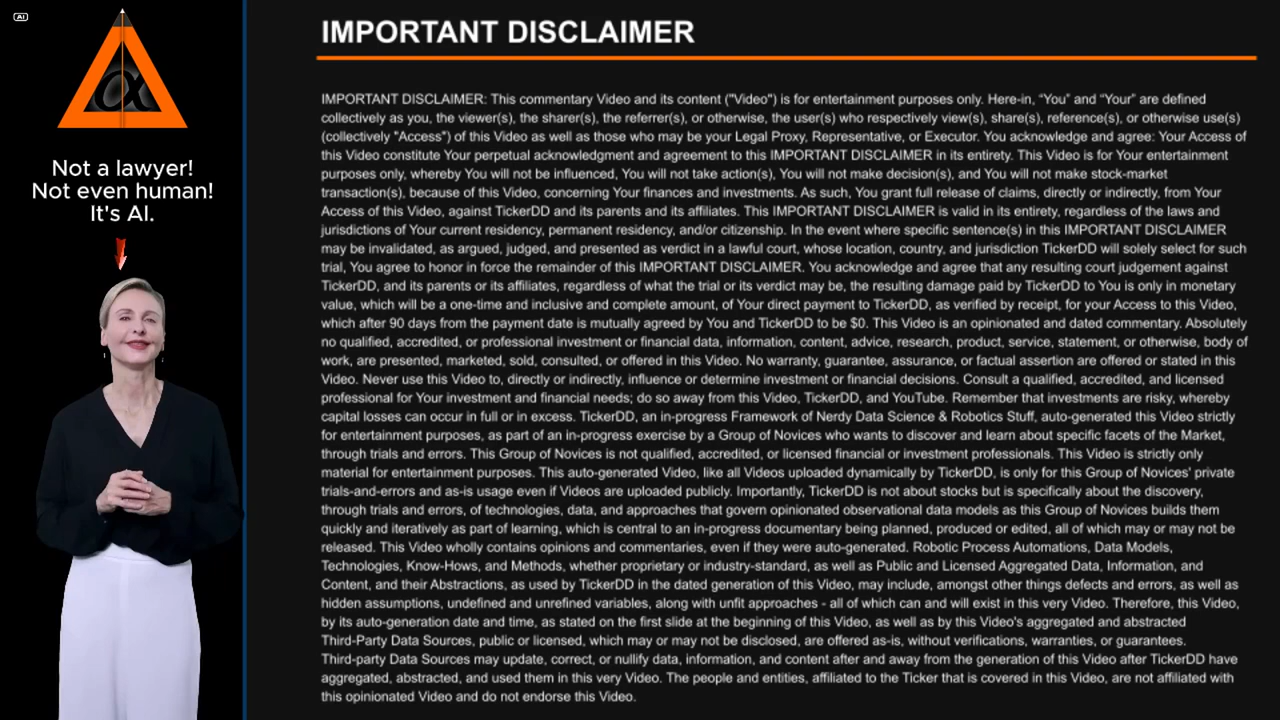 AI
IMPORTANT DISCLAIMER
α
Not a lawyer!
Not even human!
It's AI.
IMPORTANT DISCLAIMER: This commentary Video and its content ("Video") is for entertainment purposes only. Here-in, “You” and “Your” are defined
collectively as you, the viewer(s), the sharer(s), the referrer(s), or otherwise, the user(s) who respectively view(s), share(s), reference(s), or otherwise use(s)
(collectively "Access") of this Video as well as those who may be your Legal Proxy, Representative, or Executor. You acknowledge and agree: Your Access of
this Video constitute Your perpetual acknowledgment and agreement to this IMPORTANT DISCLAIMER in its entirety. This Video is for Your entertainment
purposes only, whereby You will not be influenced, You will not take action(s), You will not make decision(s), and You will not make stock-market
transaction(s), because of this Video, concerning Your finances and investments. As such, You grant full release of claims, directly or indirectly, from Your
Access of this Video, against TickerDD and its parents and its affiliates. This IMPORTANT DISCLAIMER is valid in its entirety, regardless of the laws and
jurisdictions of Your current residency, permanent residency, and/or citizenship. In the event where specific sentence(s) in this IMPORTANT DISCLAIMER
may be invalidated, as argued, judged, and presented as verdict in a lawful court, whose location, country, and jurisdiction TickerDD will solely select for such
trial, You agree to honor in force the remainder of this IMPORTANT DISCLAIMER. You acknowledge and agree that any resulting court judgement against
TickerDD, and its parents or its affiliates, regardless of what the trial or its verdict may be, the resulting damage paid by TickerDD to You is only in monetary
value, which will be a one-time and inclusive and complete amount, of Your direct payment to TickerDD, as verified by receipt, for your Access to this Video,
which after 90 days from the payment date is mutually agreed by You and TickerDD to be $0. This Video is an opinionated and dated commentary. Absolutely
no qualified, accredited, or professional investment or financial data, information, content, advice, research, product, service, statement, or otherwise, body of
work, are presented, marketed, sold, consulted, or offered in this Video. No warranty, guarantee, assurance, or factual assertion are offered or stated in this
Video. Never use this Video to, directly or indirectly, influence or determine investment or financial decisions. Consult a qualified, accredited, and licensed
professional for Your investment and financial needs; do so away from this Video, TickerDD, and YouTube. Remember that investments are risky, whereby
capital losses can occur in full or in excess. TickerDD, an in-progress Framework of Nerdy Data Science & Robotics Stuff, auto-generated this Video strictly
for entertainment purposes, as part of an in-progress exercise by a Group of Novices who wants to discover and learn about specific facets of the Market,
through trials and errors. This Group of Novices is not qualified, accredited, or licensed financial or investment professionals. This Video is strictly only
material for entertainment purposes. This auto-generated Video, like all Videos uploaded dynamically by TickerDD, is only for this Group of Novices' private
trials-and-errors and as-is usage even if Videos are uploaded publicly. Importantly, TickerDD is not about stocks but is specifically about the discovery,
through trials and errors, of technologies, data, and approaches that govern opinionated observational data models as this Group of Novices builds them
quickly and iteratively as part of learning, which is central to an in-progress documentary being planned, produced or edited, all of which may or may not be
released. This Video wholly contains opinions and commentaries, even if they were auto-generated. Robotic Process Automations, Data Models,
Technologies, Know-Hows, and Methods, whether proprietary or industry-standard, as well as Public and Licensed Aggregated Data, Information, and
Content, and their Abstractions, as used by TickerDD in the dated generation of this Video, may include, amongst other things defects and errors, as well as
hidden assumptions, undefined and unrefined variables, along with unfit approaches - all of which can and will exist in this very Video. Therefore, this Video,
by its auto-generation date and time, as stated on the first slide at the beginning of this Video, as well as by this Video's aggregated and abstracted
Third-Party Data Sources, public or licensed, which may or may not be disclosed, are offered as-is, without verifications, warranties, or guarantees.
Third-party Data Sources may update, correct, or nullify data, information, and content after and away from the generation of this Video after TickerDD have
aggregated, abstracted, and used them in this very Video. The people and entities, affiliated to the Ticker that is covered in this Video, are not affiliated with
this opinionated Video and do not endorse this Video.